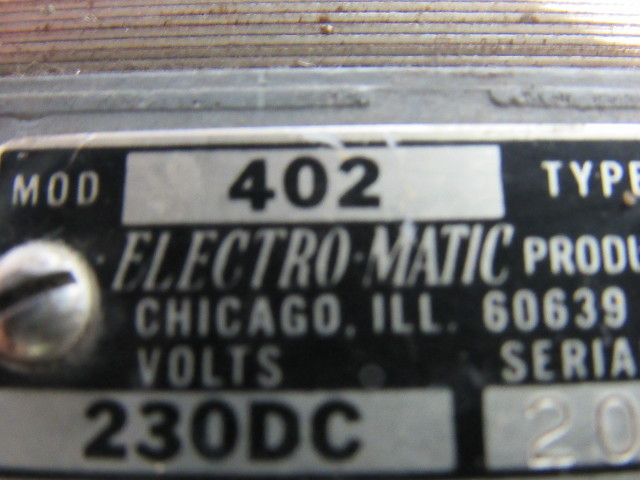 MOD 402 TYPE
ELECTRO·MATIC PRODU
CHICAGO, ILL. 60639
VOLTS SERIA
230DC 20